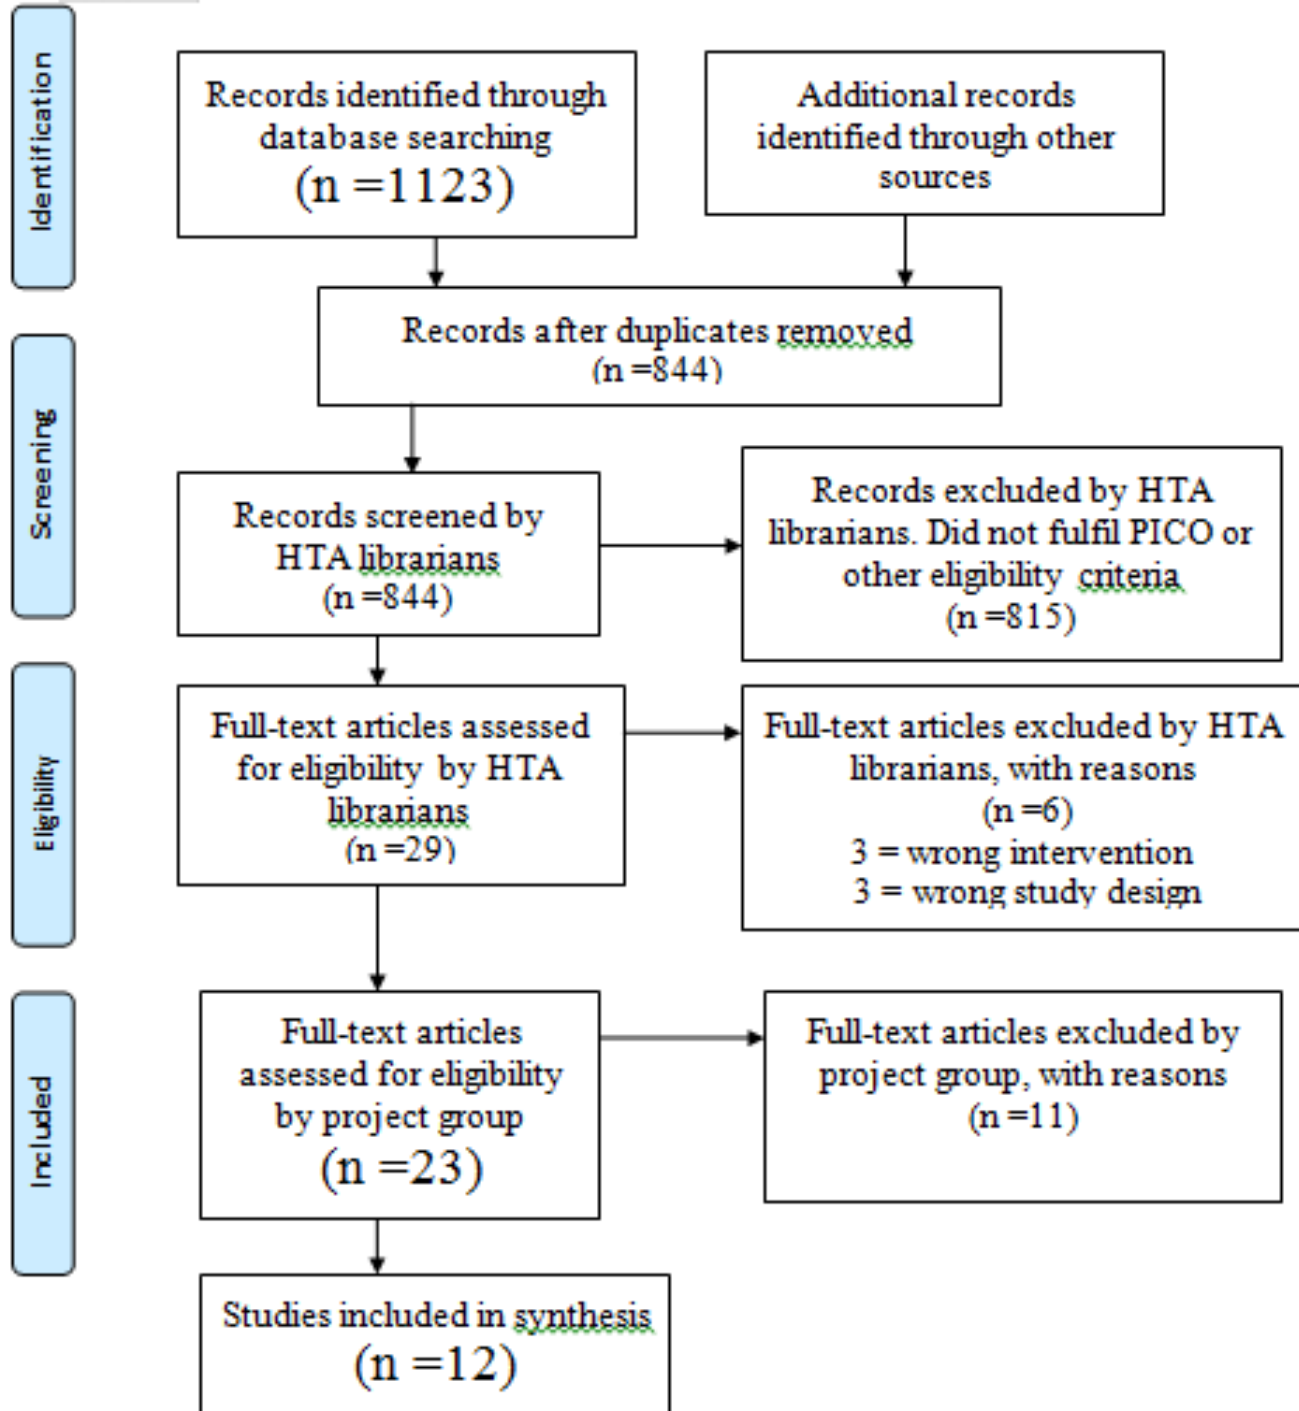 Identification
Records identified through
database searching
(n =1123)
Additional records
identified through other
sources
Records after duplicates removed
(n =844)
Screening
Records screened by
HTA librarians
(n =844)
Records excluded by HTA
librarians. Did not fulfil PICO or
other eligibility criteria
(n =815)
Eligibility
Full-text articles assessed
for eligibility by HTA
librarians
(n =29)
Full-text articles excluded by HTA
librarians, with reasons
(n =6)
3 = wrong intervention
3 = wrong study design
Included
Full-text articles
assessed for eligibility
by project group
(n =23)
Full-text articles excluded by
project group, with reasons
(n =11)
Studies included in synthesis
(n =12)